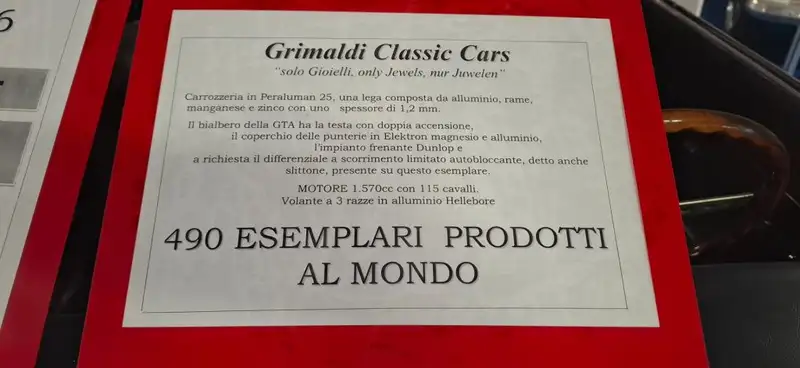 6
Grimaldi Classic Cars
"solo Gioielli, only Jewels, nur Juwelen"
Carrozzeria in Peraluman 25, una lega composta da alluminio, rame,
manganese e zinco con uno spessore di 1,2 mm.
Il bialbero della GTA ha la testa con doppia accensione,
il coperchio delle punterie in Elektron magnesio e alluminio,
l'impianto frenante Dunlop e
a richiesta il differenziale a scorrimento limitato autobloccante, detto anche
slittone, presente su questo esemplare.
MOTORE 1.570cc con 115 cavalli.
Volante a 3 razze in alluminio Hellebore
490 ESEMPLARI PRODOTTI
AL MONDO